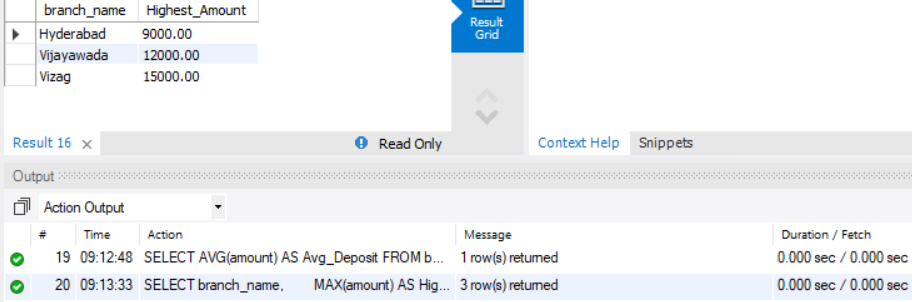 branch_name Highest_Amount
Hyderabad 9000.00
Vijayawada 12000.00
Vizag 15000.00
Result
Grid
Result 16 Read Only Context Help Snippets
Output
Action Output
# Time Action Message Duration / Fetch
19 09:12:48 SELECT AVG(amount) AS Avg_Deposit FROM b... 1 row(s) returned 0.000 sec / 0.000 sec
20 09:13:33 SELECT branch_name, MAX(amount) AS Hig... 3 row(s) returned 0.000 sec / 0.000 sec